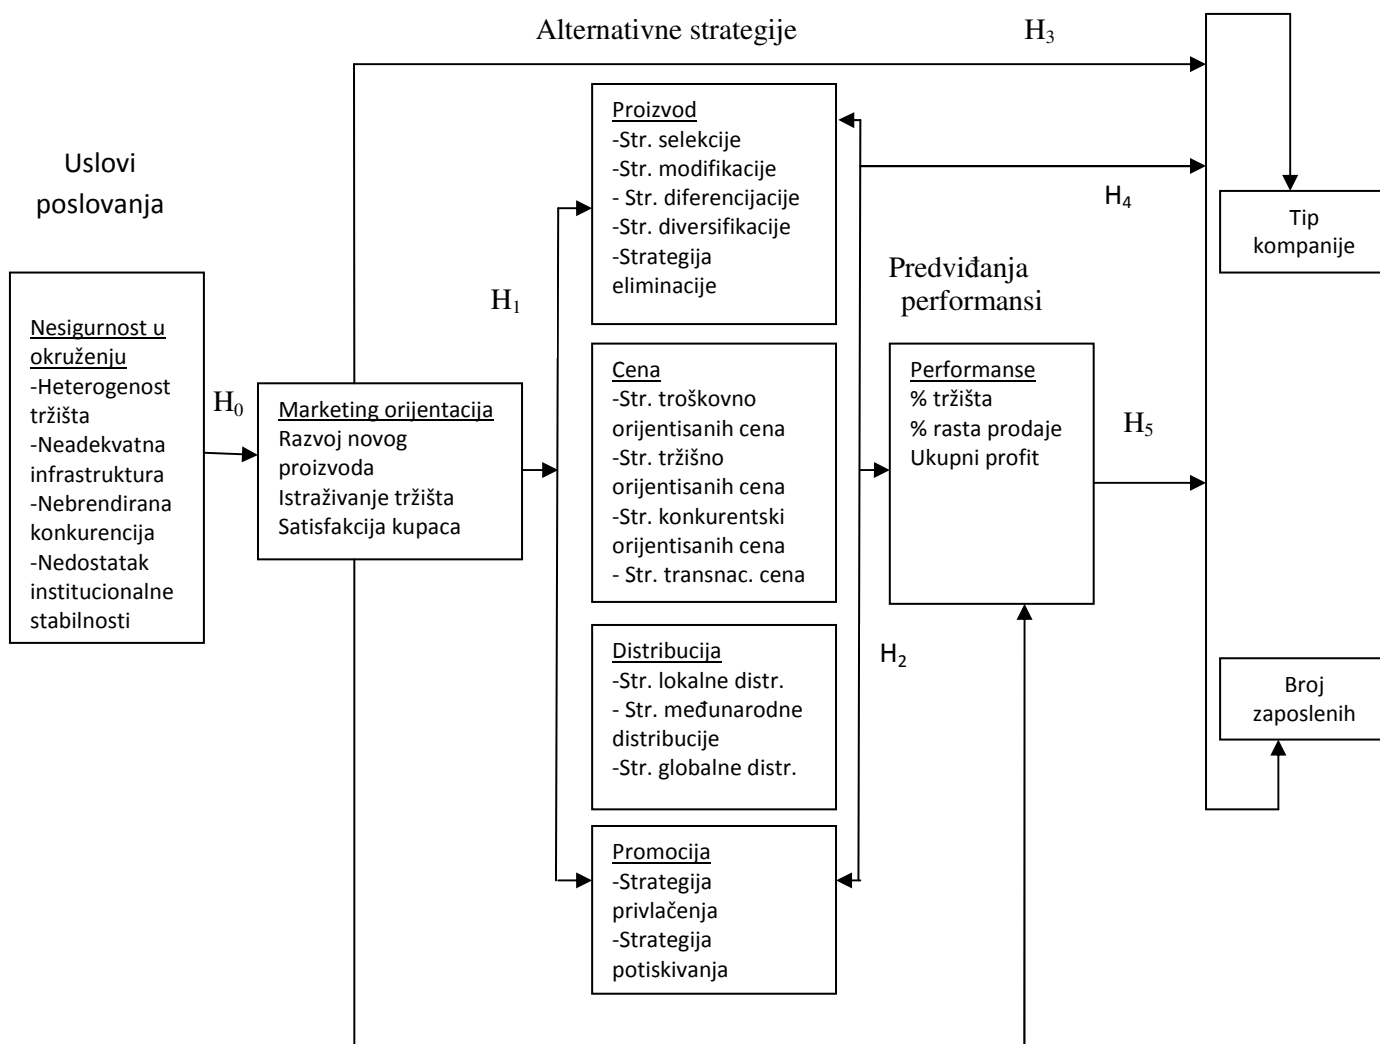 Alternativne strategije
H₃
Uslovi
poslovanja
Nesigurnost u
okruženju
-Heterogenost
tržišta
-Neadekvatna
infrastruktura
-Nebrendirana
konkurencija
-Nedostatak
institucionalne
stabilnosti
H₀
Marketing orijentacija
Razvoj novog
proizvoda
Istraživanje tržišta
Satisfakcija kupaca
H₁
Proizvod
-Str. selekcije
-Str. modifikacije
- Str. diferencijacije
-Str. diversifikacije
-Strategija
eliminacije
Cena
-Str. troškovno
orijentisanih cena
-Str. tržišno
orijentisanih cena
-Str. konkurentski
orijentisanih cena
- Str. transnac. cena
Distribucija
-Str. lokalne distr.
- Str. međunarodne
distribucije
-Str. globalne distr.
Promocija
-Strategija
privlačenja
-Strategija
potiskivanja
H₄
Predviđanja
performansi
Performanse
% tržišta
% rasta prodaje
Ukupni profit
H₂
H₅
Tip
kompanije
Broj
zaposlenih